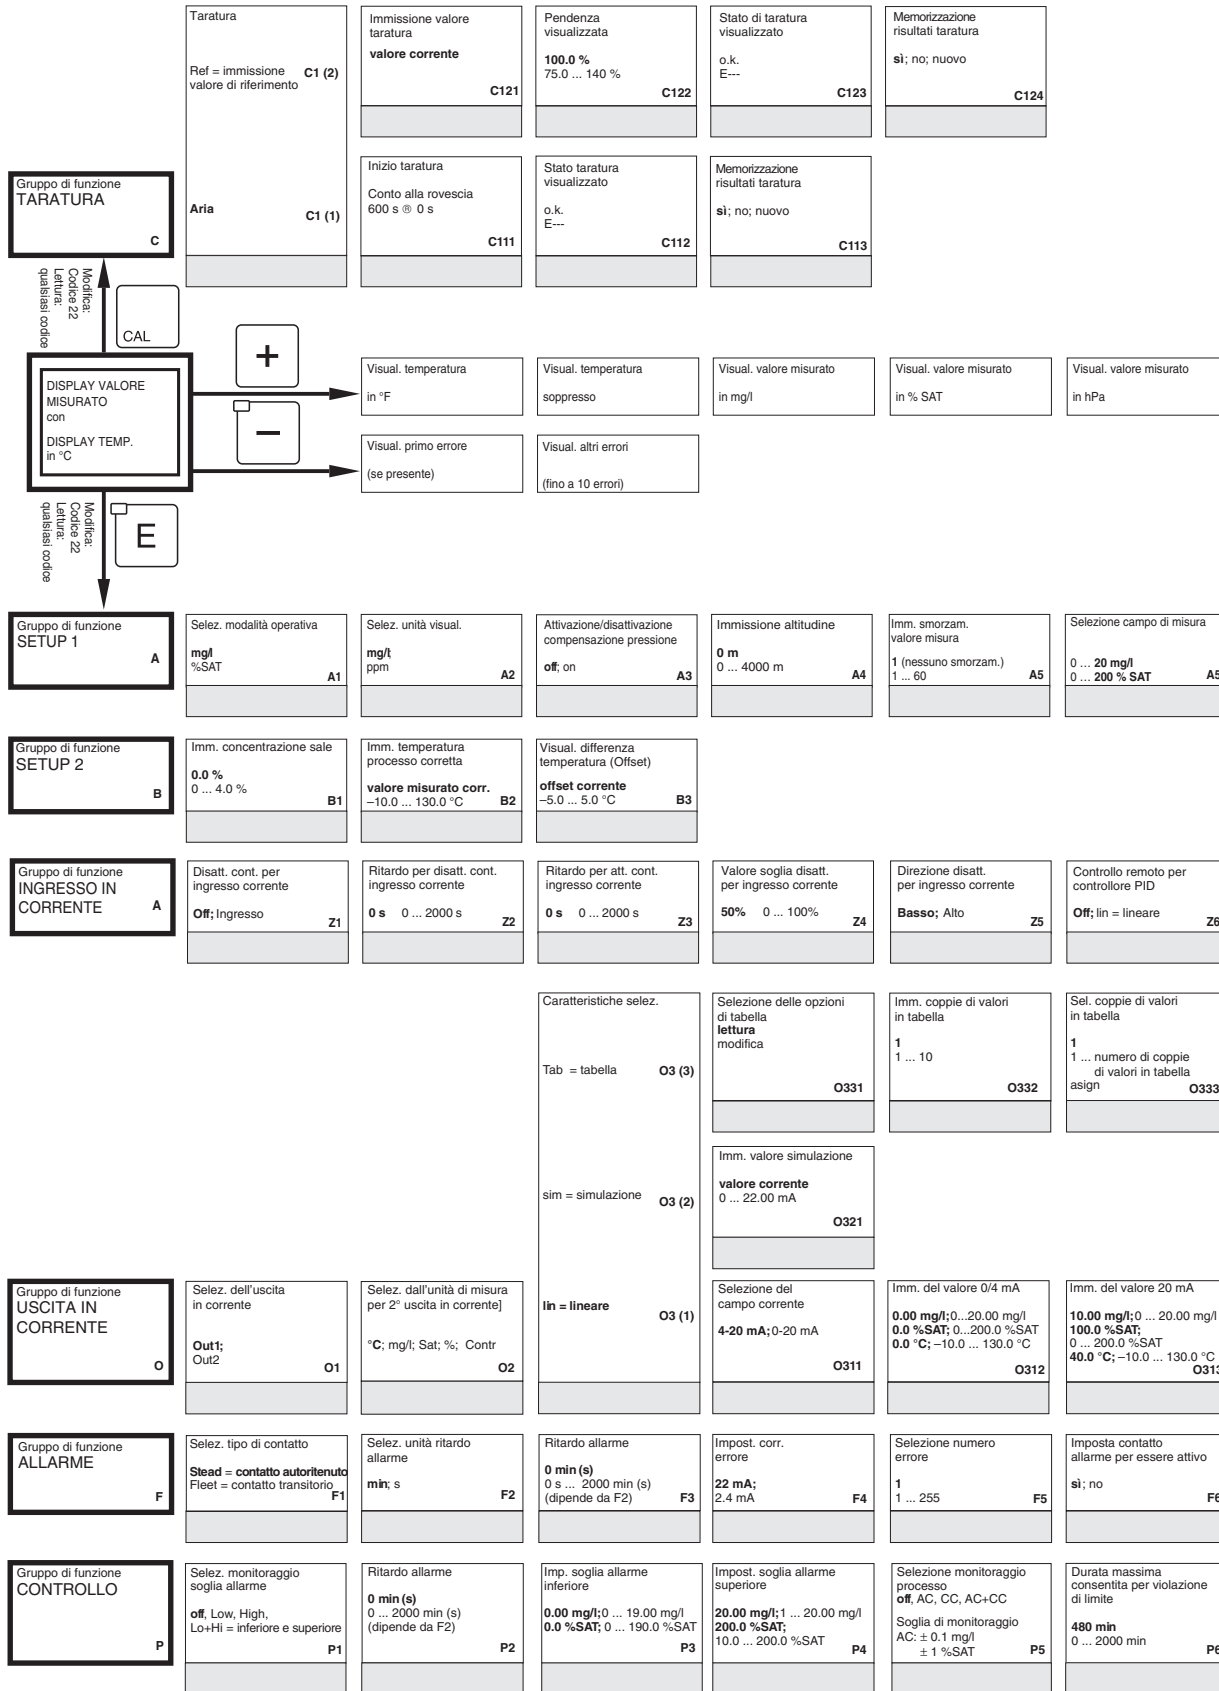 Taratura
Ref = immissione C1 (2)
valore di riferimento
Aria C1 (1)
Immissione valore
taratura
valore corrente
C121
Pendenza
visualizzata
100.0 %
75.0 ... 140 %
C122
Stato di taratura
visualizzato
o.k.
E---
C123
Memorizzazione
risultati taratura
sì; no; nuovo
C124
Gruppo di funzione
TARATURA
C
Inizio taratura
Conto alla rovescia
600 s ® 0 s
C111
Stato taratura
visualizzato
o.k.
E---
C112
Memorizzazione
risultati taratura
sì; no; nuovo
C113
Modifica:
Codice 22
Lettura:
qualsiasi codice
CAL
+
−
DISPLAY VALORE
MISURATO
con
DISPLAY TEMP.
in °C
Visual. temperatura
in °F
Visual. temperatura
soppresso
Visual. valore misurato
in mg/l
Visual. valore misurato
in % SAT
Visual. valore misurato
in hPa
Visual. primo errore
(se presente)
Visual. altri errori
(fino a 10 errori)
Modifica:
Codice 22
Lettura:
qualsiasi codice
E
Gruppo di funzione
SETUP 1
A
Selez. modalità operativa
mg/l
%SAT
A1
Selez. unità visual.
mg/l;
ppm
A2
Attivazione/disattivazione
compensazione pressione
off; on
A3
Immissione altitudine
0 m
0 ... 4000 m
A4
Imm. smorzam.
valore misura
1 (nessuno smorzam.)
1 ... 60
A5
Selezione campo di misura
0 ... 20 mg/l
0 ... 200 % SAT
A5
Gruppo di funzione
SETUP 2
B
Imm. concentrazione sale
0.0 %
0 ... 4.0 %
B1
Imm. temperatura
processo corretta
valore misurato corr.
–10.0 ... 130.0 °C
B2
Visual. differenza
temperatura (Offset)
offset corrente
–5.0 ... 5.0 °C
B3
Gruppo di funzione
INGRESSO IN
CORRENTE
A
Disatt. cont. per
ingresso corrente
Off; Ingresso
Z1
Ritardo per disatt. cont.
ingresso corrente
0 s 0 ... 2000 s
Z2
Ritardo per att. cont.
ingresso corrente
0 s 0 ... 2000 s
Z3
Valore soglia disatt.
per ingresso corrente
50% 0 ... 100%
Z4
Direzione disatt.
per ingresso corrente
Basso; Alto
Z5
Controllo remoto per
controllore PID
Off; lin = lineare
Z6
Caratteristiche selez.
Tab = tabella O3 (3)
sim = simulazione O3 (2)
lin = lineare O3 (1)
Selezione delle opzioni
di tabella
lettura
modifica
O331
Imm. coppie di valori
in tabella
1
1 ... 10
O332
Sel. coppie di valori
in tabella
1
1 ... numero di coppie
di valori in tabella
asign
O333
Imm. valore simulazione
valore corrente
0 ... 22.00 mA
O321
Gruppo di funzione
USCITA IN
CORRENTE
O
Selez. dell'uscita
in corrente
Out1;
Out2
O1
Selez. dall'unità di misura
per 2° uscita in corrente]
°C; mg/l; Sat; %; Contr
O2
Selezione del
campo corrente
4-20 mA; 0-20 mA
O311
Imm. del valore 0/4 mA
0.00 mg/l; 0...20.00 mg/l
0.0 %SAT; 0...200.0 %SAT
0.0 °C; –10.0 ... 130.0 °C
O312
Imm. del valore 20 mA
10.00 mg/l; 0 ... 20.00 mg/l
100.0 %SAT;
0 ... 200.0 %SAT
40.0 °C; –10.0 ... 130.0 °C
O313
Gruppo di funzione
ALLARME
F
Selez. tipo di contatto
Stead = contatto autoritenuto
Fleet = contatto transitorio
F1
Selez. unità ritardo
allarme
min; s
F2
Ritardo allarme
0 min (s)
0 s ... 2000 min (s)
(dipende da F2)
F3
Impost. corr.
errore
22 mA;
2.4 mA
F4
Selezione numero
errore
1
1 ... 255
F5
Imposta contatto
allarme per essere attivo
sì; no
F6
Gruppo di funzione
CONTROLLO
P
Selez. monitoraggio
soglia allarme
off, Low, High,
Lo+Hi = inferiore e superiore
P1
Ritardo allarme
0 min (s)
0 ... 2000 min (s)
(dipende da F2)
P2
Imp. soglia allarme
inferiore
0.00 mg/l; 0 ... 19.00 mg/l
0.0 %SAT; 0 ... 190.0 %SAT
P3
Impost. soglia allarme
superiore
20.00 mg/l; 1 ... 20.00 mg/l
200.0 %SAT;
10.0 ... 200.0 %SAT
P4
Selezione monitoraggio
processo
off, AC, CC, AC+CC
Soglia di monitoraggio
AC: ± 0.1 mg/l
± 1 %SAT
P5
Durata massima
consentita per violazione
di limite
480 min
0 ... 2000 min
P6